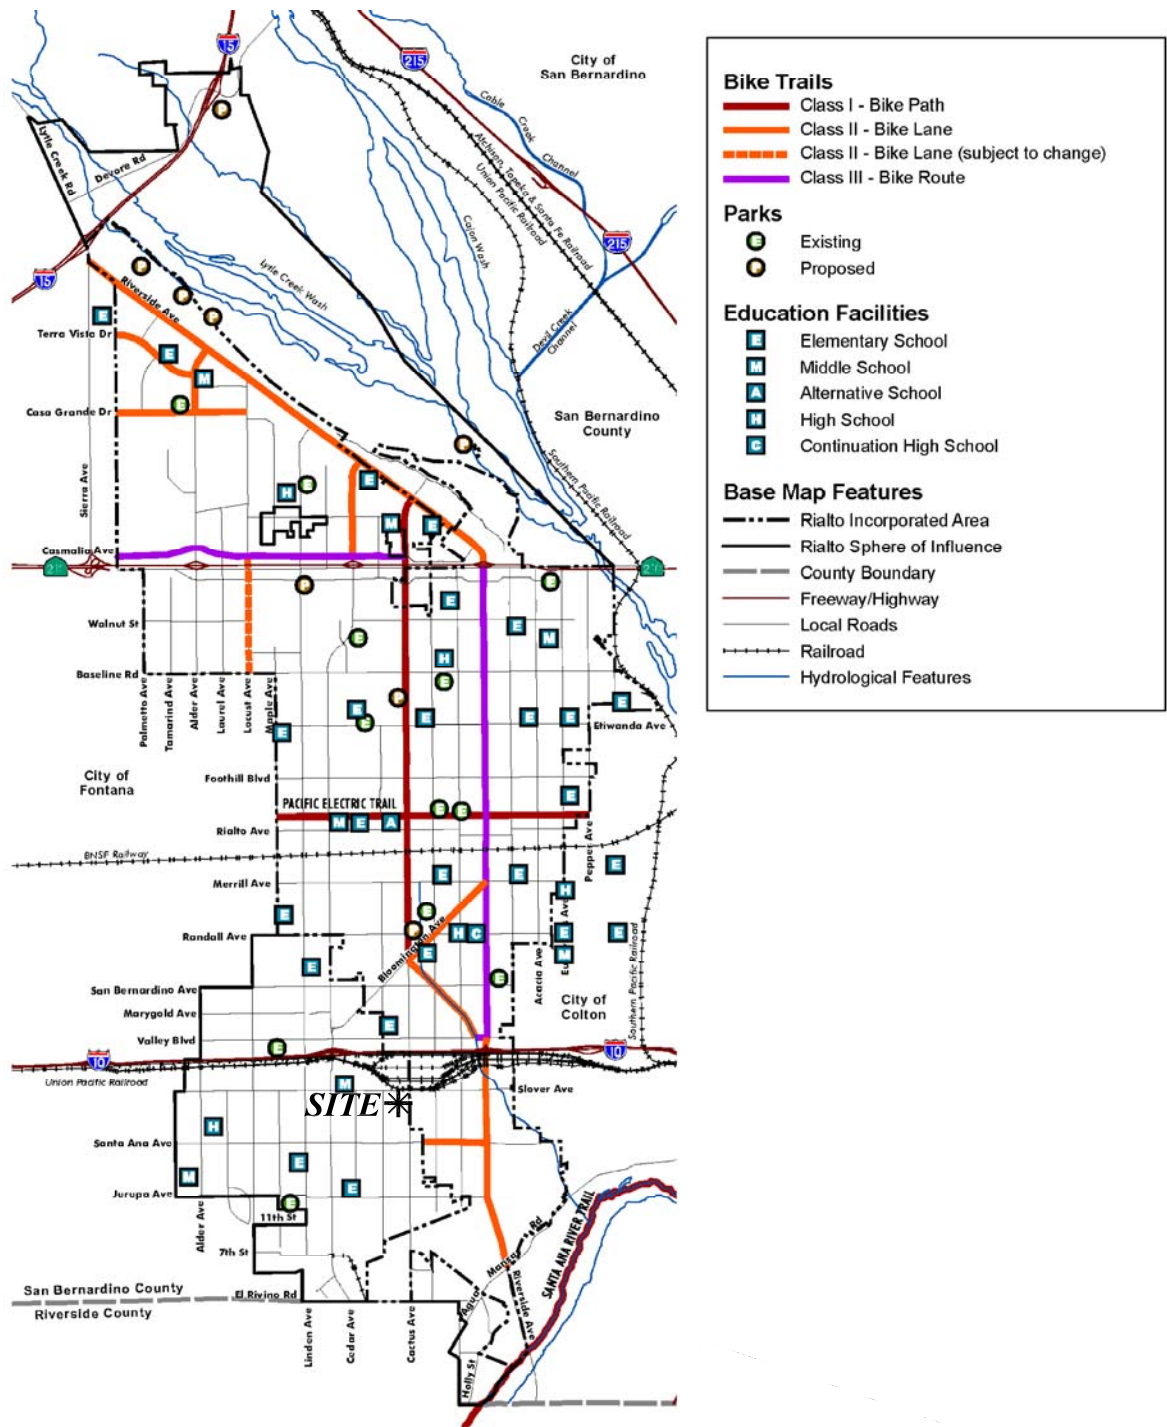 15
215
City of
San Bernardino
Cable
Creek
Channel
Lytle Creek Rd
Devore Rd
Atchison, Topeka & Santa Fe Railroad
Union Pacific Railroad
Cajon Wash
215
15
Riverside Ave
Lytle Creek Wash
Terra Vista Dr
E
E
M
Devil Creek
Channel
Casa Grande Dr
E
San Bernardino
County
Sierra Ave
Southern Pacific Railroad
H
E
E
M
E
Casmalia Ave
E
Walnut St
E
E
M
E
H
E
Baseline Rd
Palmetto Ave
Tamarind Ave
Alder Ave
Laurel Ave
Locust Ave
Maple Ave
E
E
E
E
E
E
E
Etiwanda Ave
City of
Fontana
Foothill Blvd
E
PACIFIC ELECTRIC TRAIL
E
E
M
E
A
Rialto Ave
Pepper Ave
BNSF Railway
E
E
E
Merrill Ave
H
E
E
Randall Ave
H
C
E
E
Bloomington Ave
E
E
M
San Bernardino Ave
E
Acacia Ave
City of
Colton
Southern Pacific Railroad
Marygold Ave
E
Valley Blvd
E
10
10
Union Pacific Railroad
M
Slover Ave
SITE
H
Santa Ana Ave
E
M
E
Jurupa Ave
E
Alder Ave
11th St
7th St
Agua Mansa Rd
Riverside Ave
SANTA ANA RIVER TRAIL
San Bernardino County
El Rivino Rd
Riverside County
Linden Ave
Cedar Ave
Cactus Ave
Holly St
Bike Trails
Class I - Bike Path
Class II - Bike Lane
Class II - Bike Lane (subject to change)
Class III - Bike Route
Parks
E Existing
P Proposed
Education Facilities
E Elementary School
M Middle School
A Alternative School
H High School
C Continuation High School
Base Map Features
Rialto Incorporated Area
Rialto Sphere of Influence
County Boundary
Freeway/Highway
Local Roads
Railroad
Hydrological Features